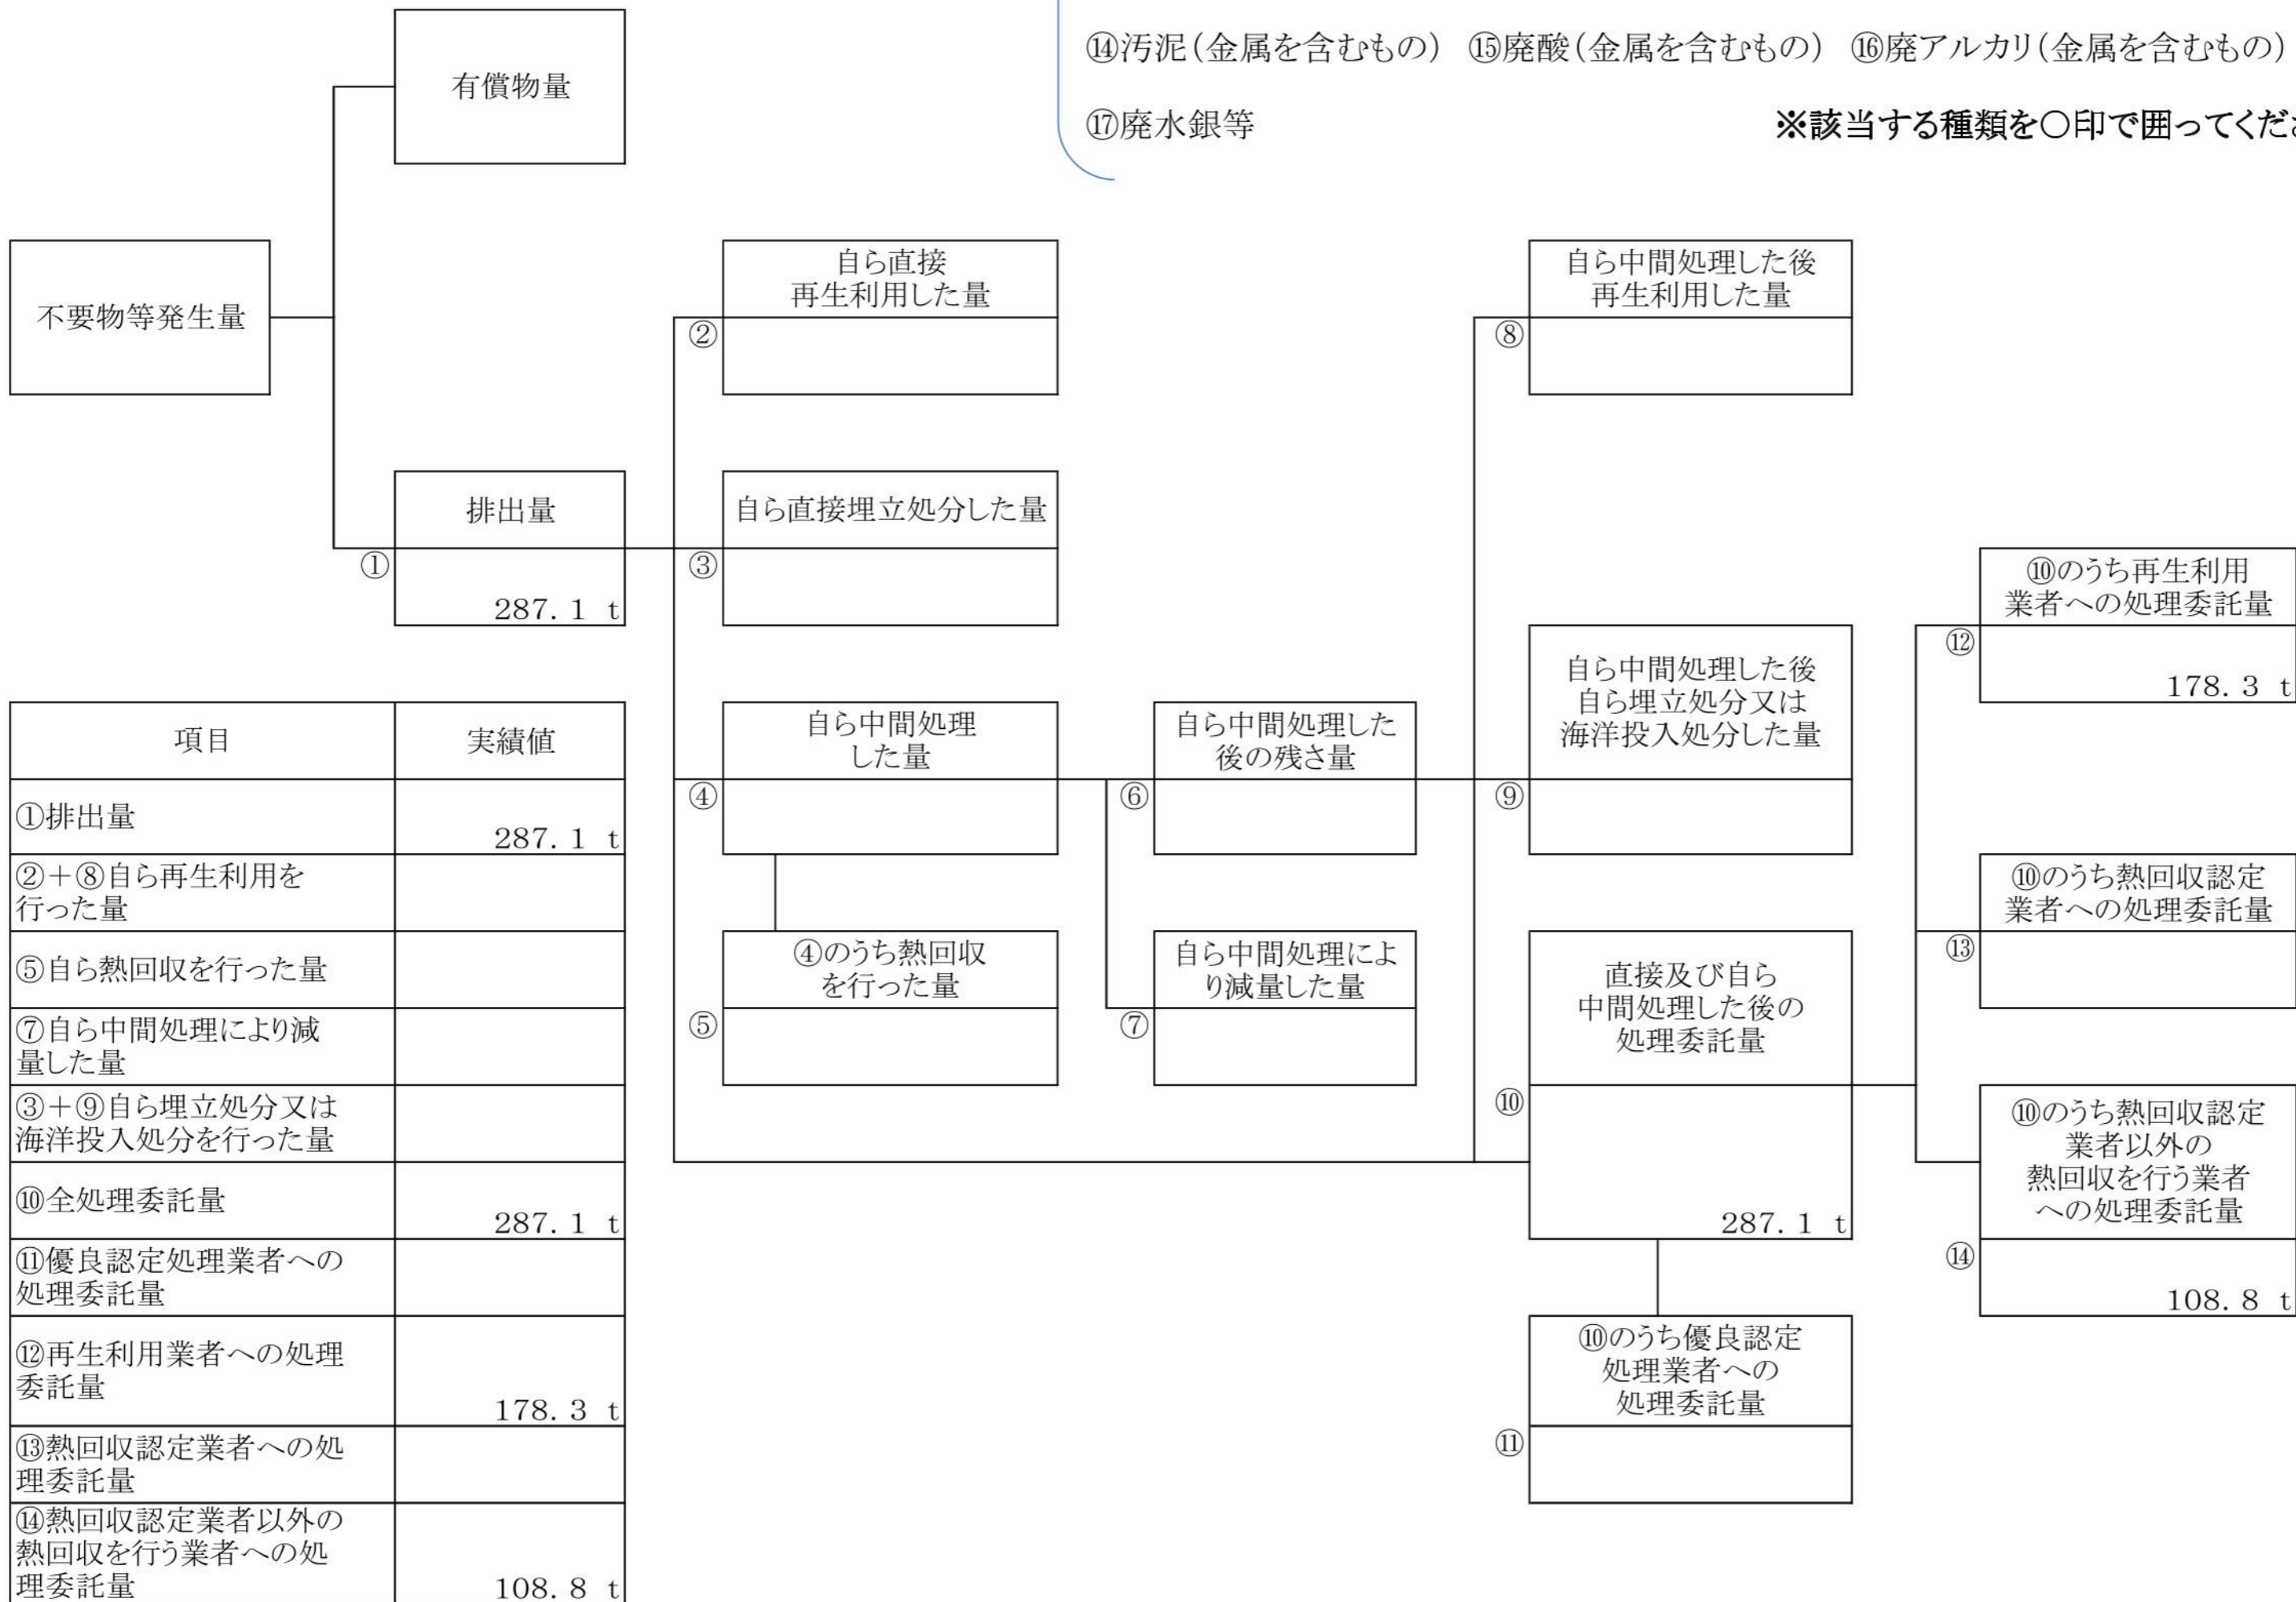 ⑭汚泥(金属を含むもの) ⑮廃酸(金属を含むもの) ⑯廃アルカリ(金属を含むもの)
⑰廃水銀等
※該当する種類を○印で囲ってくださ
有償物量
不要物等発生量
排出量
①
287.1 t
自ら直接
再生利用した量
②
自ら直接埋立処分した量
③
自ら中間処理
した量
④
④のうち熱回収
を行った量
⑤
自ら中間処理した
後の残さ量
⑥
自ら中間処理によ
り減量した量
⑦
自ら中間処理した後
再生利用した量
⑧
自ら中間処理した後
自ら埋立処分又は
海洋投入処分した量
⑨
直接及び自ら
中間処理した後の
処理委託量
⑩
287.1 t
⑩のうち優良認定
処理業者への
処理委託量
⑪
⑩のうち再生利用
業者への処理委託量
⑫
178.3 t
⑩のうち熱回収認定
業者への処理委託量
⑬
⑩のうち熱回収認定
業者以外の
熱回収を行う業者
への処理委託量
⑭
108.8 t
項目 実績値
①排出量
287.1 t
②+⑧自ら再生利用を
行った量
⑤自ら熱回収を行った量
⑦自ら中間処理により減
量した量
③+⑨自ら埋立処分又は
海洋投入処分を行った量
⑩全処理委託量
287.1 t
⑪優良認定処理業者への
処理委託量
⑫再生利用業者への処理
委託量
178.3 t
⑬熱回収認定業者への処
理委託量
⑭熱回収認定業者以外の
熱回収を行う業者への処
理委託量
108.8 t